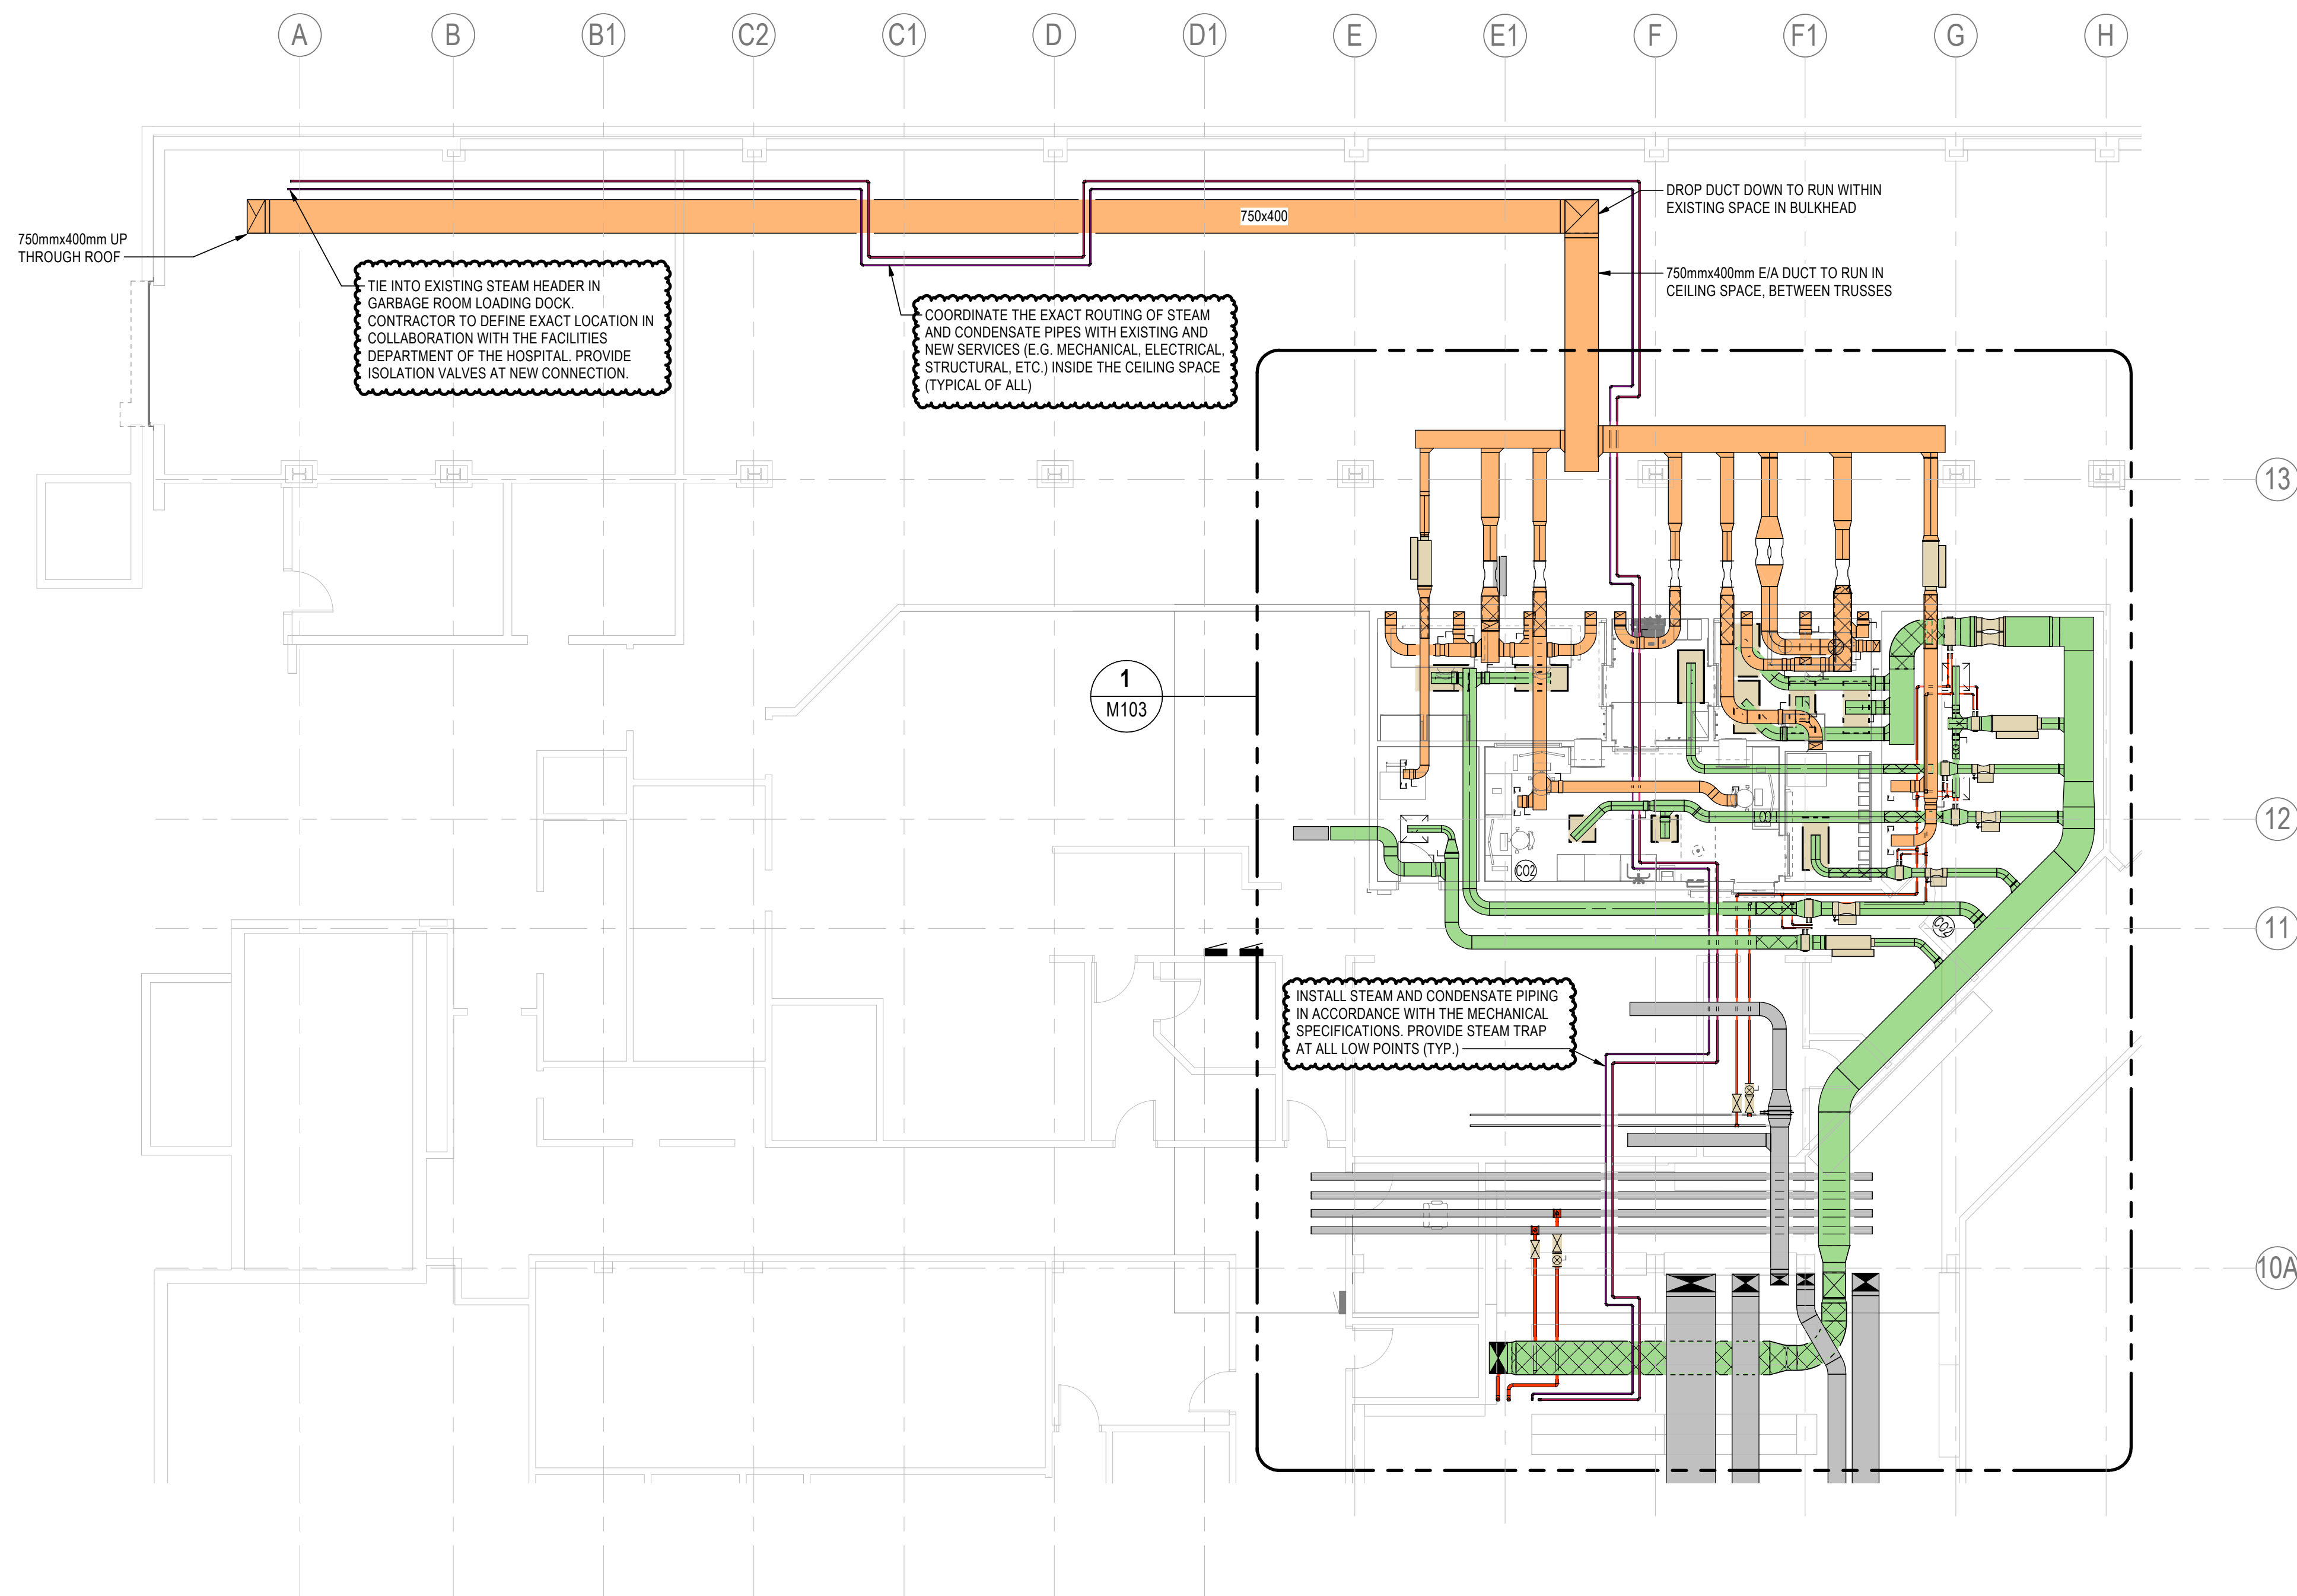 A
B
B1
C2
C1
D
D1
E
E1
F
F1
G
H
750mmx400mm UP
THROUGH ROOF
750x400
DROP DUCT DOWN TO RUN WITHIN
EXISTING SPACE IN BULKHEAD
750mmx400mm E/A DUCT TO RUN IN
CEILING SPACE, BETWEEN TRUSSES
TIE INTO EXISTING STEAM HEADER IN
GARBAGE ROOM LOADING DOCK.
CONTRACTOR TO DEFINE EXACT LOCATION IN
COLLABORATION WITH THE FACILITIES
DEPARTMENT OF THE HOSPITAL. PROVIDE
ISOLATION VALVES AT NEW CONNECTION.
COORDINATE THE EXACT ROUTING OF STEAM
AND CONDENSATE PIPES WITH EXISTING AND
NEW SERVICES (E.G. MECHANICAL, ELECTRICAL,
STRUCTURAL, ETC.) INSIDE THE CEILING SPACE
(TYPICAL OF ALL)
13
1
M103
12
CO2
11
CO2
INSTALL STEAM AND CONDENSATE PIPING
IN ACCORDANCE WITH THE MECHANICAL
SPECIFICATIONS. PROVIDE STEAM TRAP
AT ALL LOW POINTS (TYP.)
10A